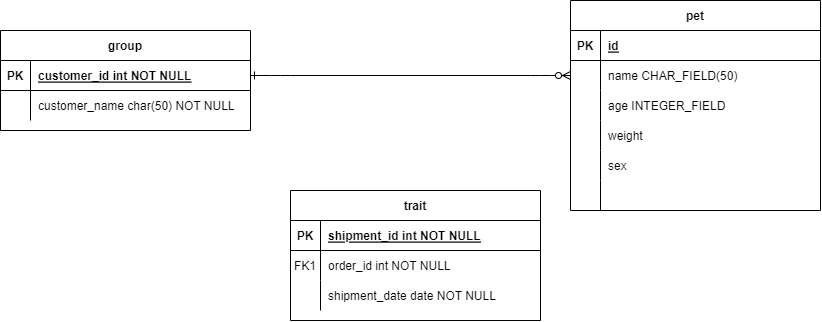 group
PK customer_id int NOT NULL
customer_name char(50) NOT NULL
pet
PK id
name CHAR_FIELD(50)
age INTEGER_FIELD
weight
sex
trait
PK shipment_id int NOT NULL
FK1 order_id int NOT NULL
shipment_date date NOT NULL